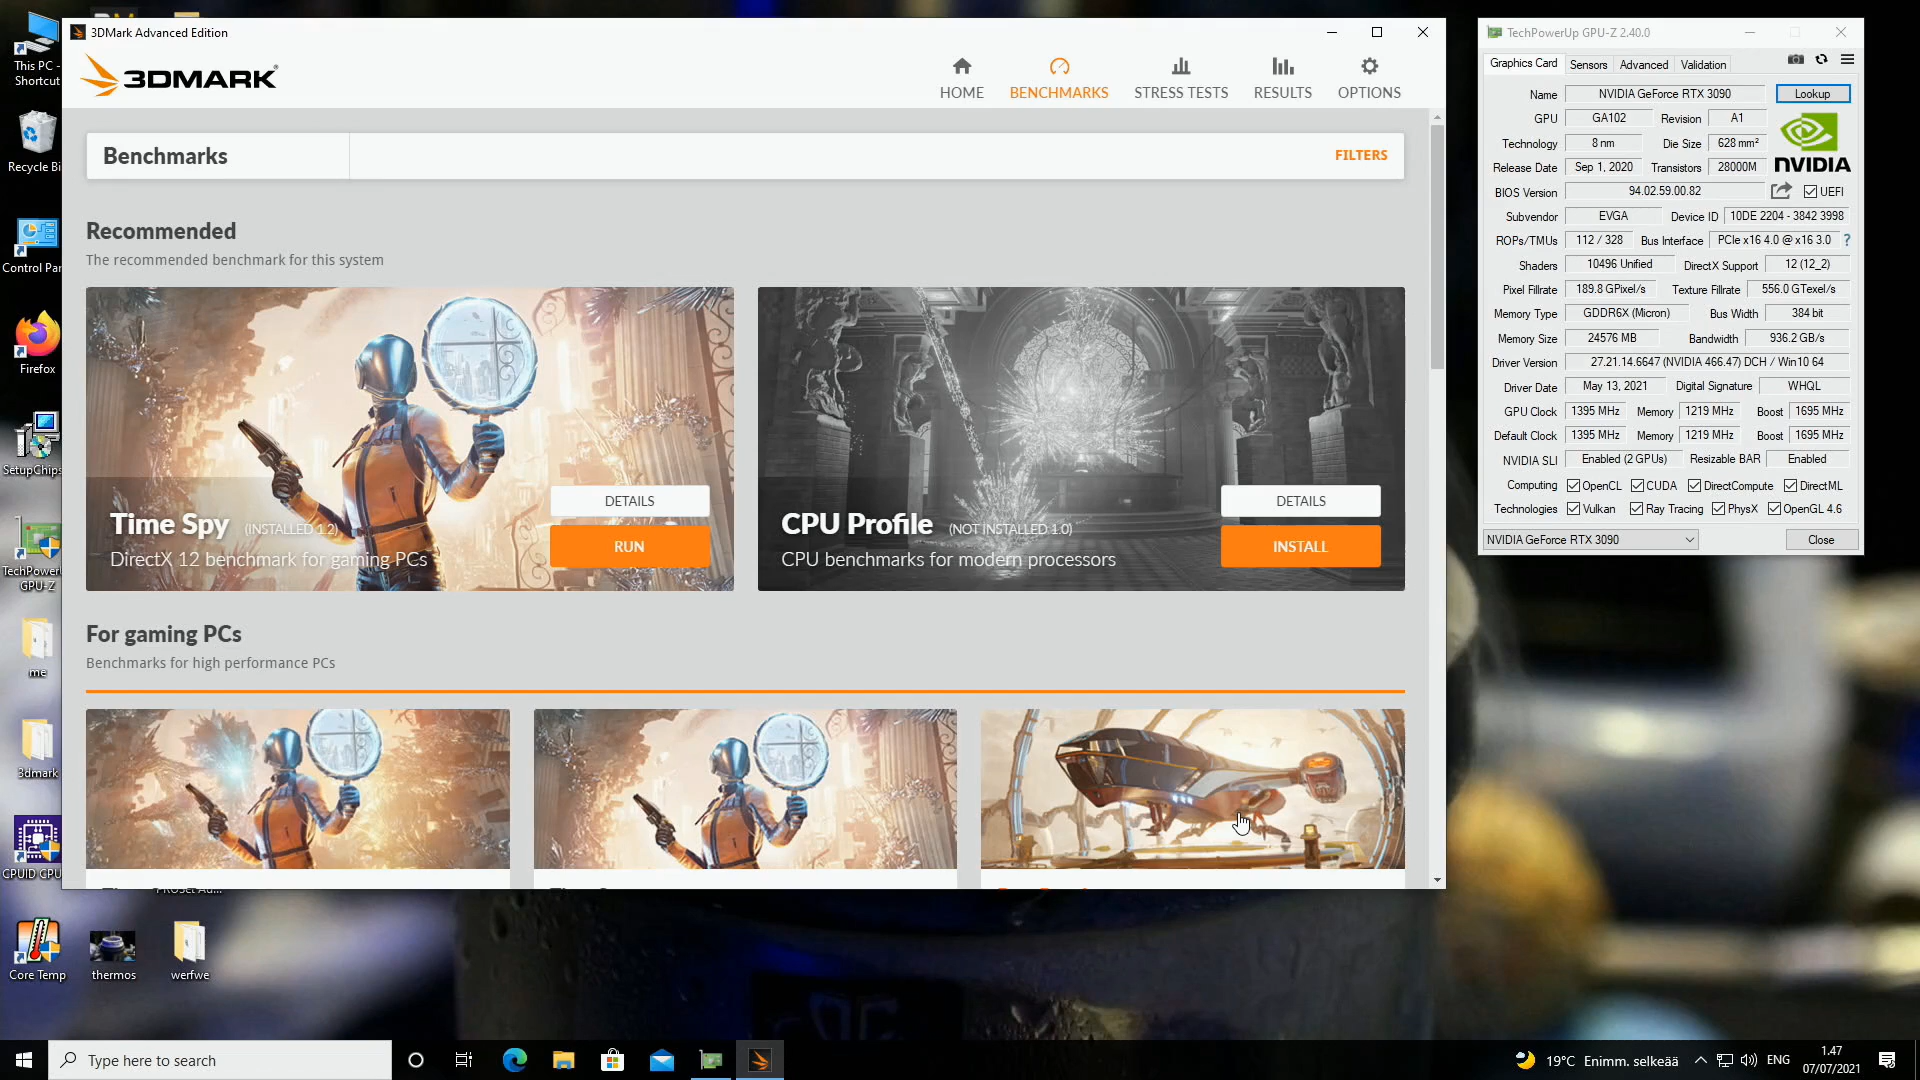 This PC -
Shortcut
Recycle Bi
Control Par
Firefox
SetupChips
TechPower
GPU-Z
me
3dmark
CPUID CPU
Core Temp
thermos
werfwe
3DMark Advanced Edition
3DMARK
HOME
BENCHMARKS
STRESS TESTS
RESULTS
OPTIONS
Benchmarks
FILTERS
Recommended
The recommended benchmark for this system
DETAILS
Time Spy (INSTALLED 1.2)
RUN
DirectX 12 benchmark for gaming PCs
DETAILS
CPU Profile (NOT INSTALLED 1.0)
INSTALL
CPU benchmarks for modern processors
For gaming PCs
Benchmarks for high performance PCs
TechPowerUp GPU-Z 2.40.0
Graphics Card Sensors Advanced Validation
Name NVIDIA GeForce RTX 3090 Lookup
GPU GA102 Revision A1
Technology 8 nm Die Size 628 mm²
NVIDIA
Release Date Sep 1, 2020 Transistors 28000M
BIOS Version 94.02.59.00.82 UEFI
Subvendor EVGA Device ID 10DE 2204 - 3842 3998
ROPs/TMUs 112 / 328 Bus Interface PCIe x16 4.0 @ x16 3.0 ?
Shaders 10496 Unified DirectX Support 12 (12_2)
Pixel Fillrate 189.8 GPixel/s Texture Fillrate 556.0 GTexel/s
Memory Type GDDR6X (Micron) Bus Width 384 bit
Memory Size 24576 MB Bandwidth 936.2 GB/s
Driver Version 27.21.14.6647 (NVIDIA 466.47) DCH / Win10 64
Driver Date May 13, 2021 Digital Signature WHQL
GPU Clock 1395 MHz Memory 1219 MHz Boost 1695 MHz
Default Clock 1395 MHz Memory 1219 MHz Boost 1695 MHz
NVIDIA SLI Enabled (2 GPUs) Resizable BAR Enabled
Computing OpenCL CUDA DirectCompute DirectML
Technologies Vulkan Ray Tracing PhysX OpenGL 4.6
NVIDIA GeForce RTX 3090 Close
Type here to search
19°C Enimm. selkeää
ENG
1.47
07/07/2021